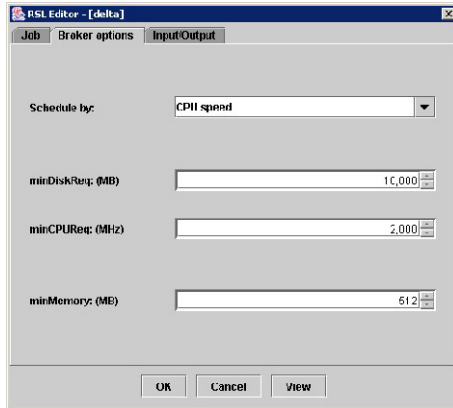 RSL Editor - [delta]
Job Broker options Input/Output
Schedule by: CPU speed
minDiskReq: (MB) 10,000
minCPUReq: (MHz) 2,000
minMemory: (MB) 512
OK Cancel View